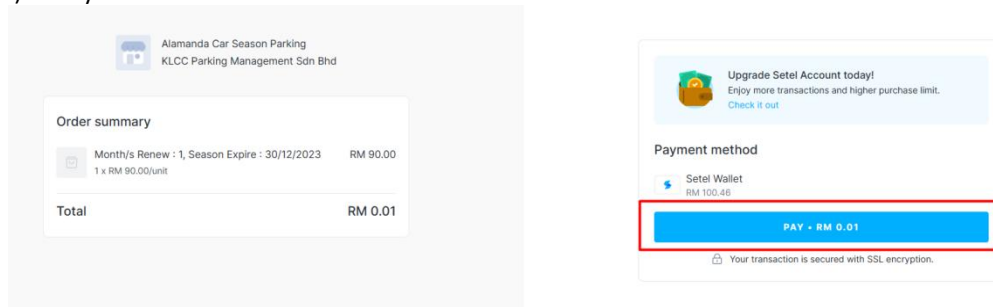 Alamanda Car Season Parking
KLCC Parking Management Sdn Bhd
Order summary
Month/s Renew : 1, Season Expire : 30/12/2023 RM 90.00
1 x RM 90.00/unit
Total RM 0.01
Upgrade Setel Account today!
Enjoy more transactions and higher purchase limit.
Check it out
Payment method
Setel Wallet
RM 100.46
PAY • RM 0.01
Your transaction is secured with SSL encryption.